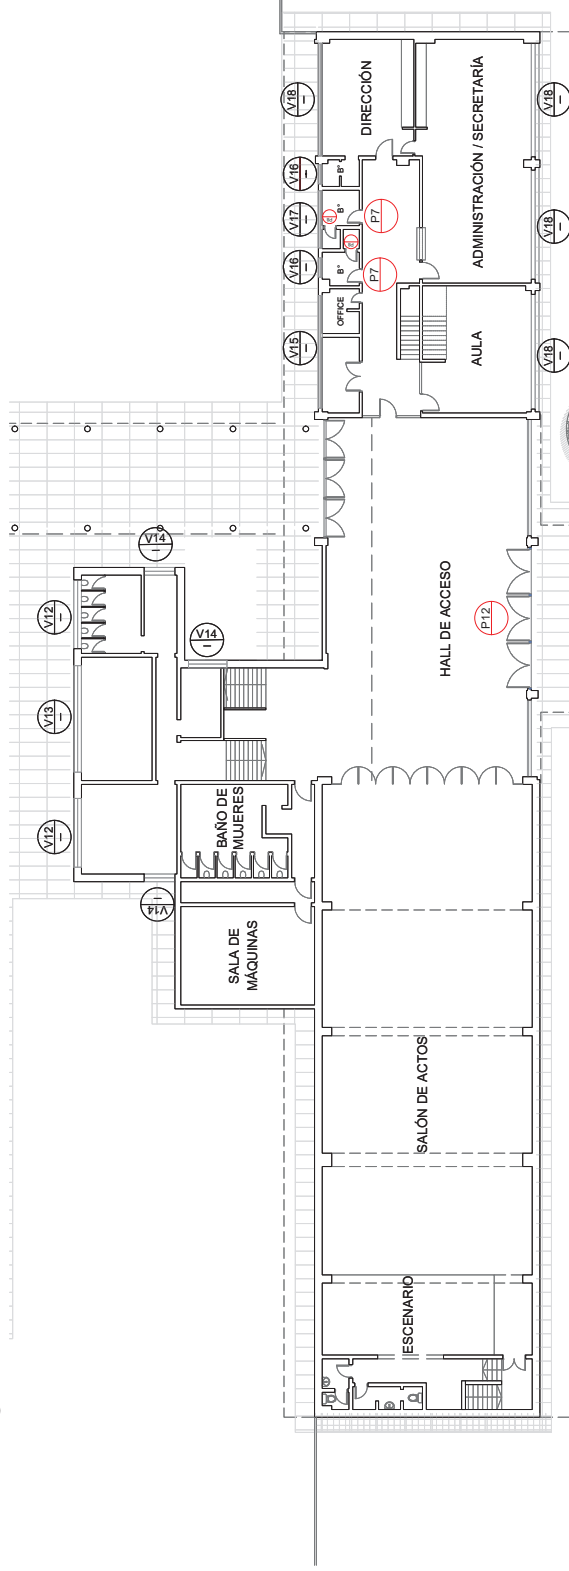 V18
—
DIRECCIÓN
ADMINISTRACIÓN / SECRETARÍA
V18
—
V16
—
B°
V17
—
B°
P7
V18
—
V16
—
B°
P7
OFFICE
V15
—
AULA
V18
—
V14
—
V12
—
V14
—
HALL DE ACCESO
P12
V13
—
V12
—
BAÑO DE
MUJERES
V14
—
SALA DE
MÁQUINAS
SALÓN DE ACTOS
ESCENARIO